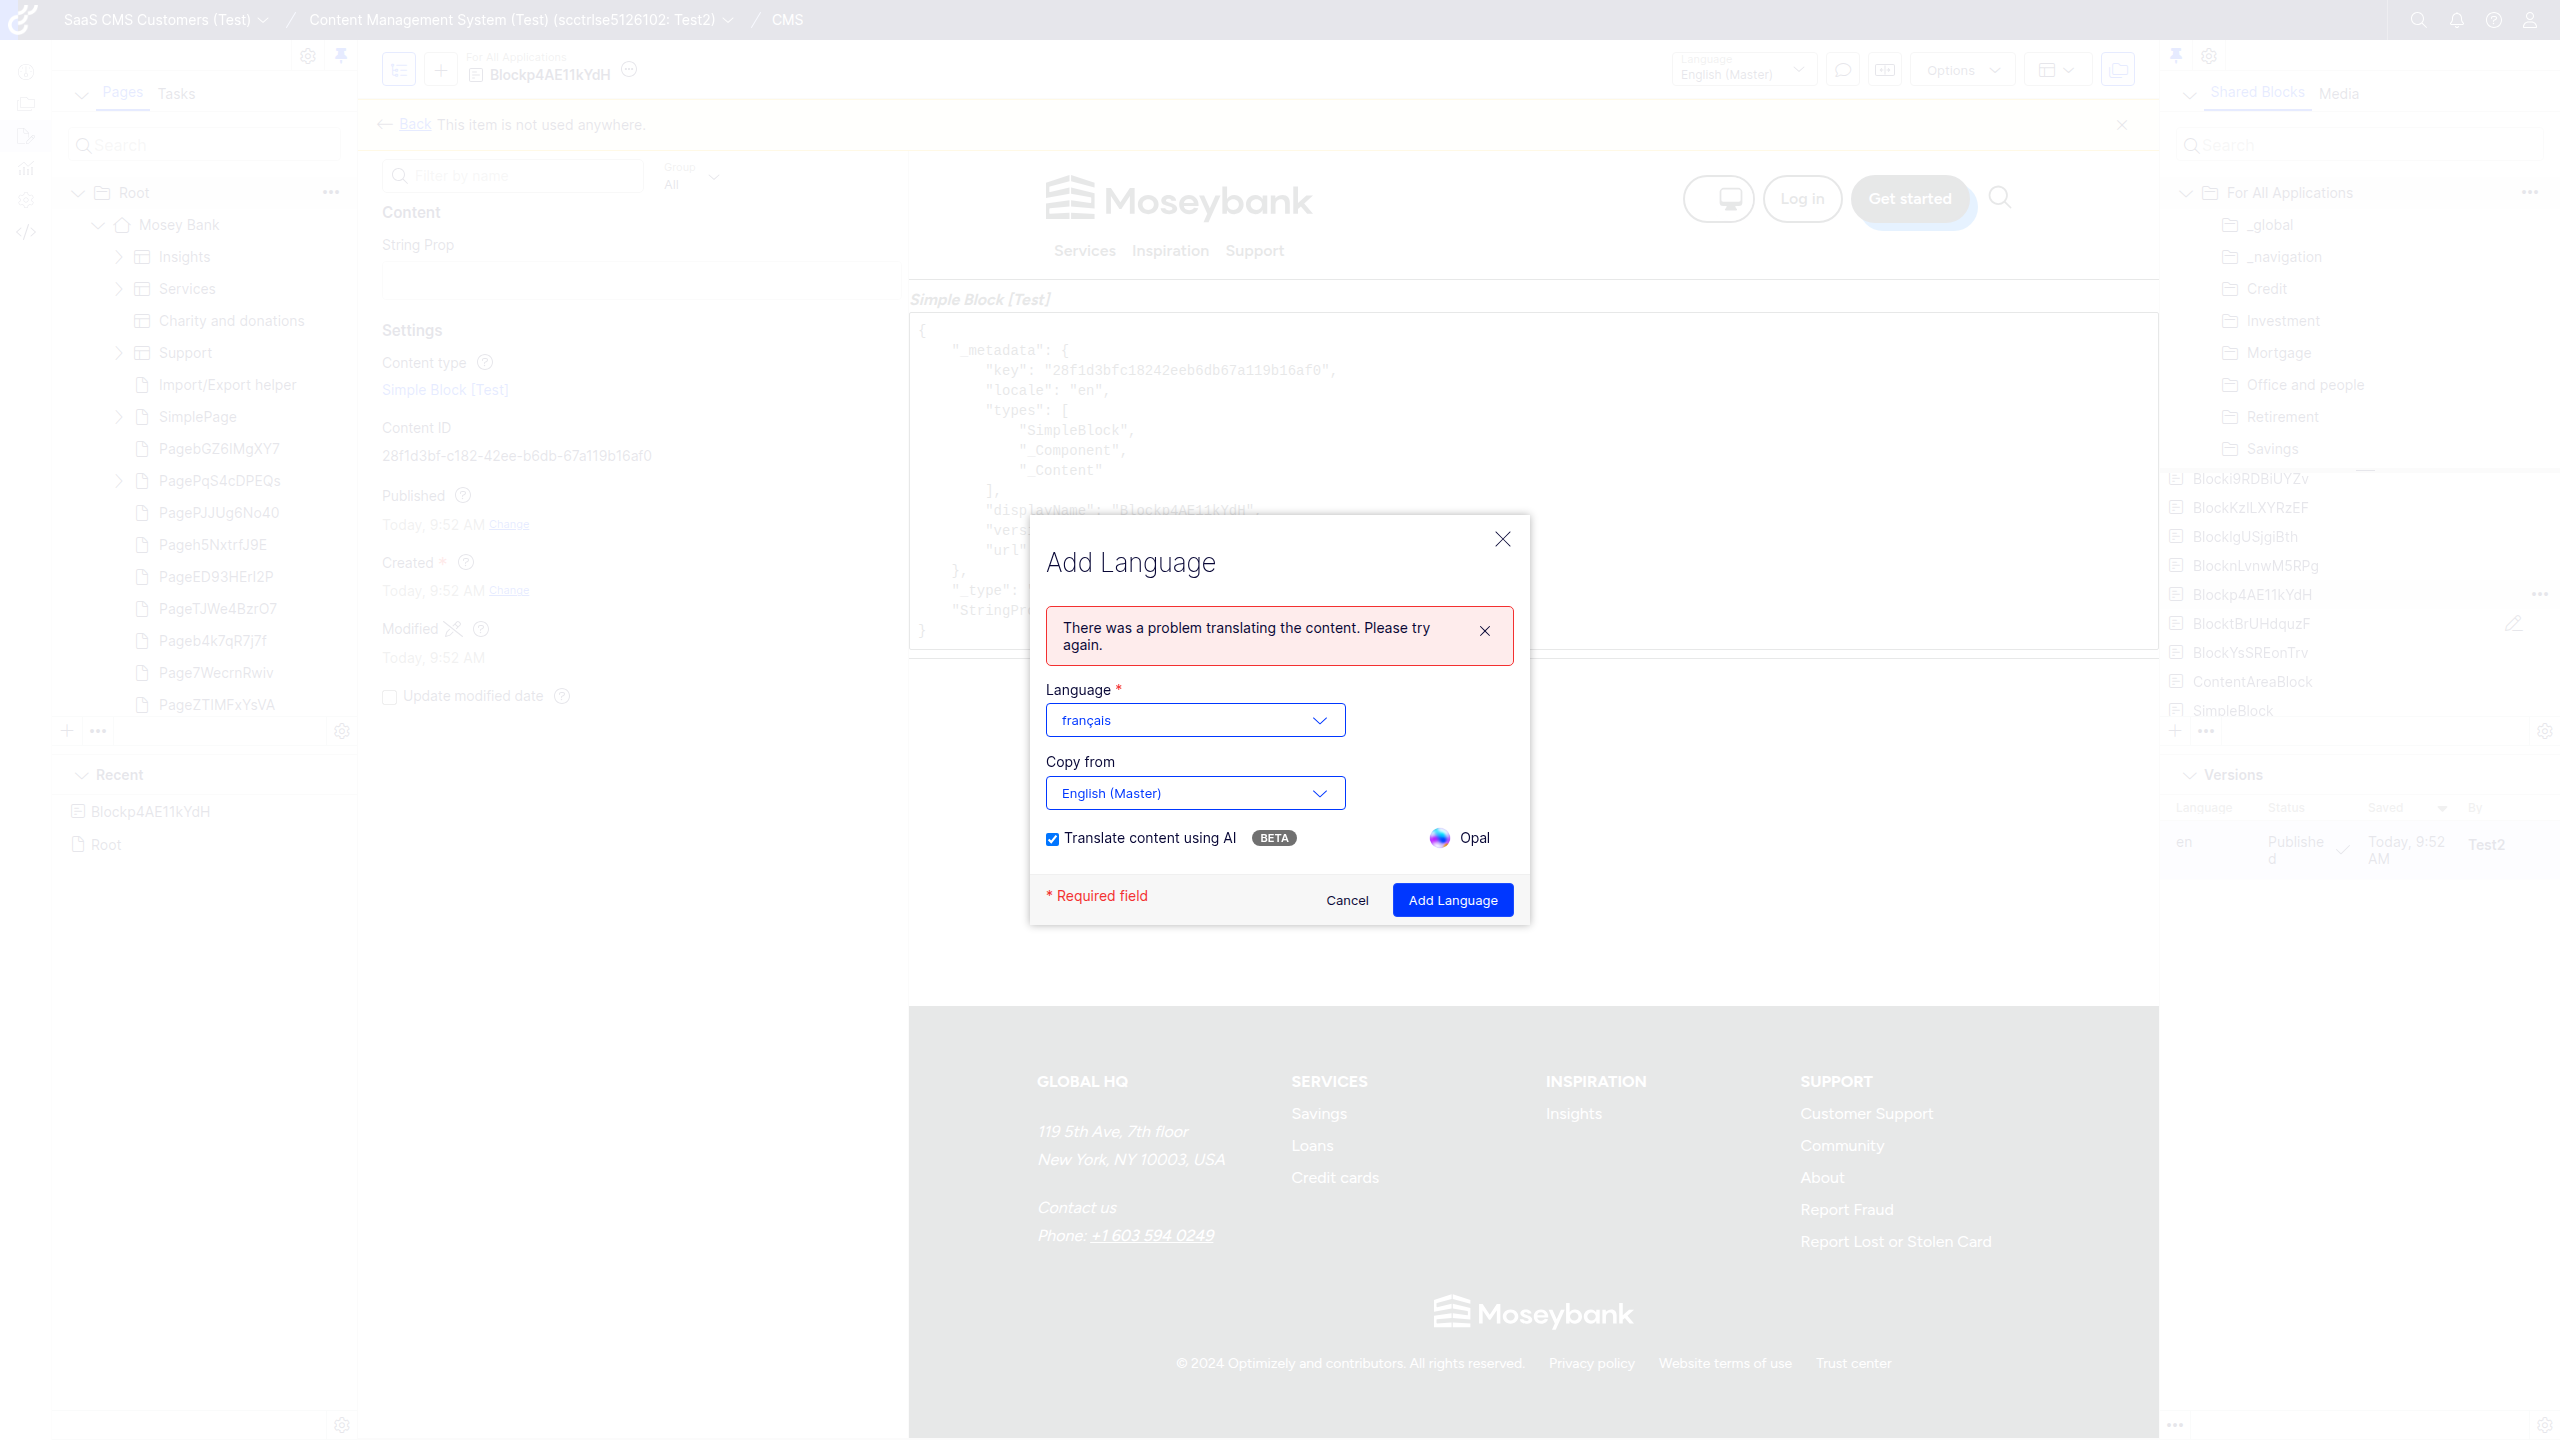 SaaS CMS Customers (Test) / Content Management System (Test) (scctrlse5126102: Test2) / CMS
Pages Tasks
Search
Root
Mosey Bank
Insights
Services
Charity and donations
Support
Import/Export helper
SimplePage
PagebGZ6IMgXY7
PagePqS4cDPEQs
PagePJJUg6No40
Pageh5NxtrfJ9E
PageED93HErI2P
PageTJWe4BzrO7
Pageb4k7qR7j7f
Page7WecrnRwiv
PageZTIMFxYsVA
Recent
Blockp4AE11kYdH
Root
For All Applications
Blockp4AE11kYdH
Language
English (Master)
Options
Back This item is not used anywhere.
Filter by name
Group
All
Content
String Prop
Settings
Content type
Simple Block [Test]
Content ID
28f1d3bf-c182-42ee-b6db-67a119b16af0
Published
Today, 9:52 AM Change
Created *
Today, 9:52 AM Change
Modified
Today, 9:52 AM
Update modified date
Moseybank
Log in
Get started
Services Inspiration Support
Simple Block [Test]
{
"_metadata": {
"key": "28f1d3bfc18242eeb6db67a119b16af0",
"locale": "en",
"types": [
"SimpleBlock",
"_Component",
"_Content"
],
"displayName": "Blockp4AE11kYdH",
"vers
"url"
},
"_type":
"StringPr
}
Add Language
There was a problem translating the content. Please try
again.
Language *
français
Copy from
English (Master)
Translate content using AI BETA Opal
* Required field
Cancel
Add Language
GLOBAL HQ
119 5th Ave, 7th floor
New York, NY 10003, USA
Contact us
Phone: +1 603 594 0249
SERVICES
Savings
Loans
Credit cards
INSPIRATION
Insights
SUPPORT
Customer Support
Community
About
Report Fraud
Report Lost or Stolen Card
Moseybank
© 2024 Optimizely and contributors. All rights reserved. Privacy policy Website terms of use Trust center
Shared Blocks Media
Search
For All Applications
_global
_navigation
Credit
Investment
Mortgage
Office and people
Retirement
Savings
Blocki9RDBiUYZv
BlockKzILXYRzEF
BlocklgUSjgiBth
BlocknLvnwM5RPg
Blockp4AE11kYdH
BlocktBrUHdquzF
BlockYsSREonTrv
ContentAreaBlock
SimpleBlock
Versions
Language Status Saved By
en Publishe Today, 9:52 Test2
d AM